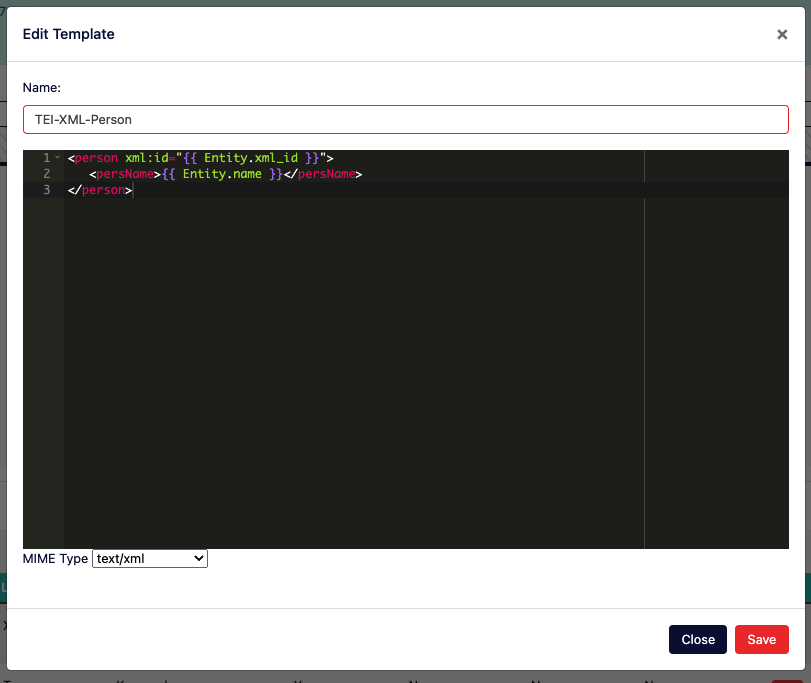 Edit Template
×
Name:
TEI-XML-Person
1 <person xml:id="{{ Entity.xml_id }}">
2    <persName>{{ Entity.name }}</persName>
3 </person>
MIME Type text/xml
Close Save